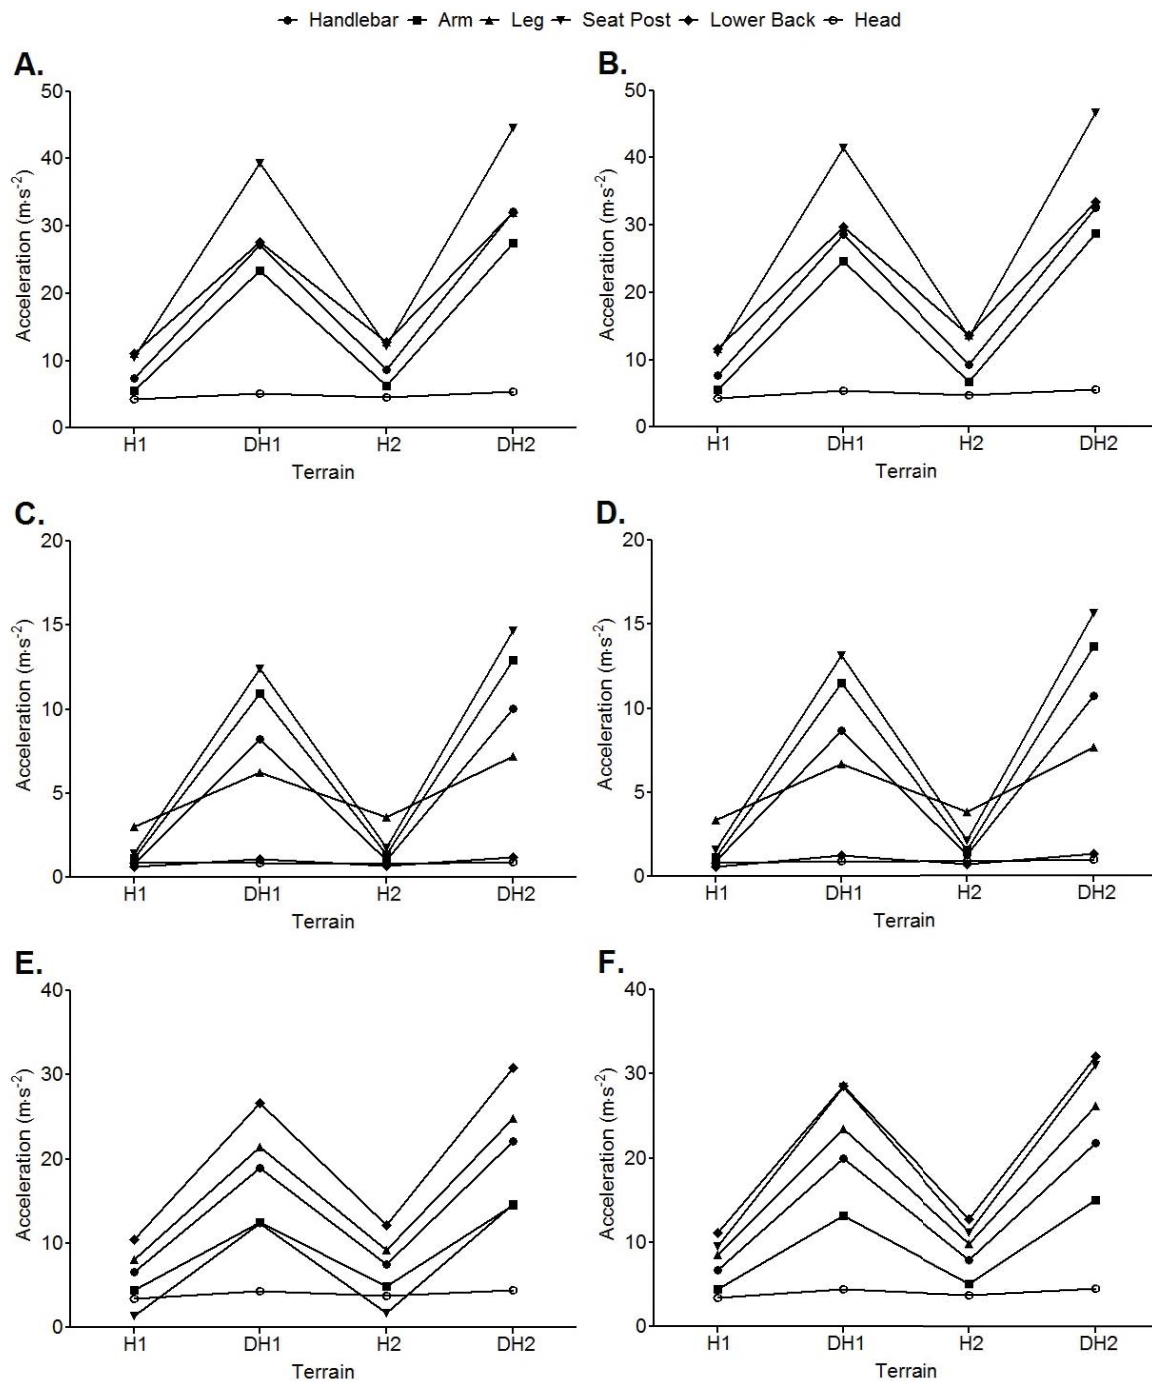 Handlebar Arm Leg Seat Post Lower Back Head
A.
50
40
30
20
10
0
Acceleration (m·s⁻²)
H1 DH1 H2 DH2
Terrain
B.
50
40
30
20
10
0
Acceleration (m·s⁻²)
H1 DH1 H2 DH2
Terrain
C.
20
15
10
5
0
Acceleration (m·s⁻²)
H1 DH1 H2 DH2
Terrain
D.
20
15
10
5
0
Acceleration (m·s⁻²)
H1 DH1 H2 DH2
Terrain
E.
40
30
20
10
0
Acceleration (m·s⁻²)
H1 DH1 H2 DH2
Terrain
F.
40
30
20
10
0
Acceleration (m·s⁻²)
H1 DH1 H2 DH2
Terrain